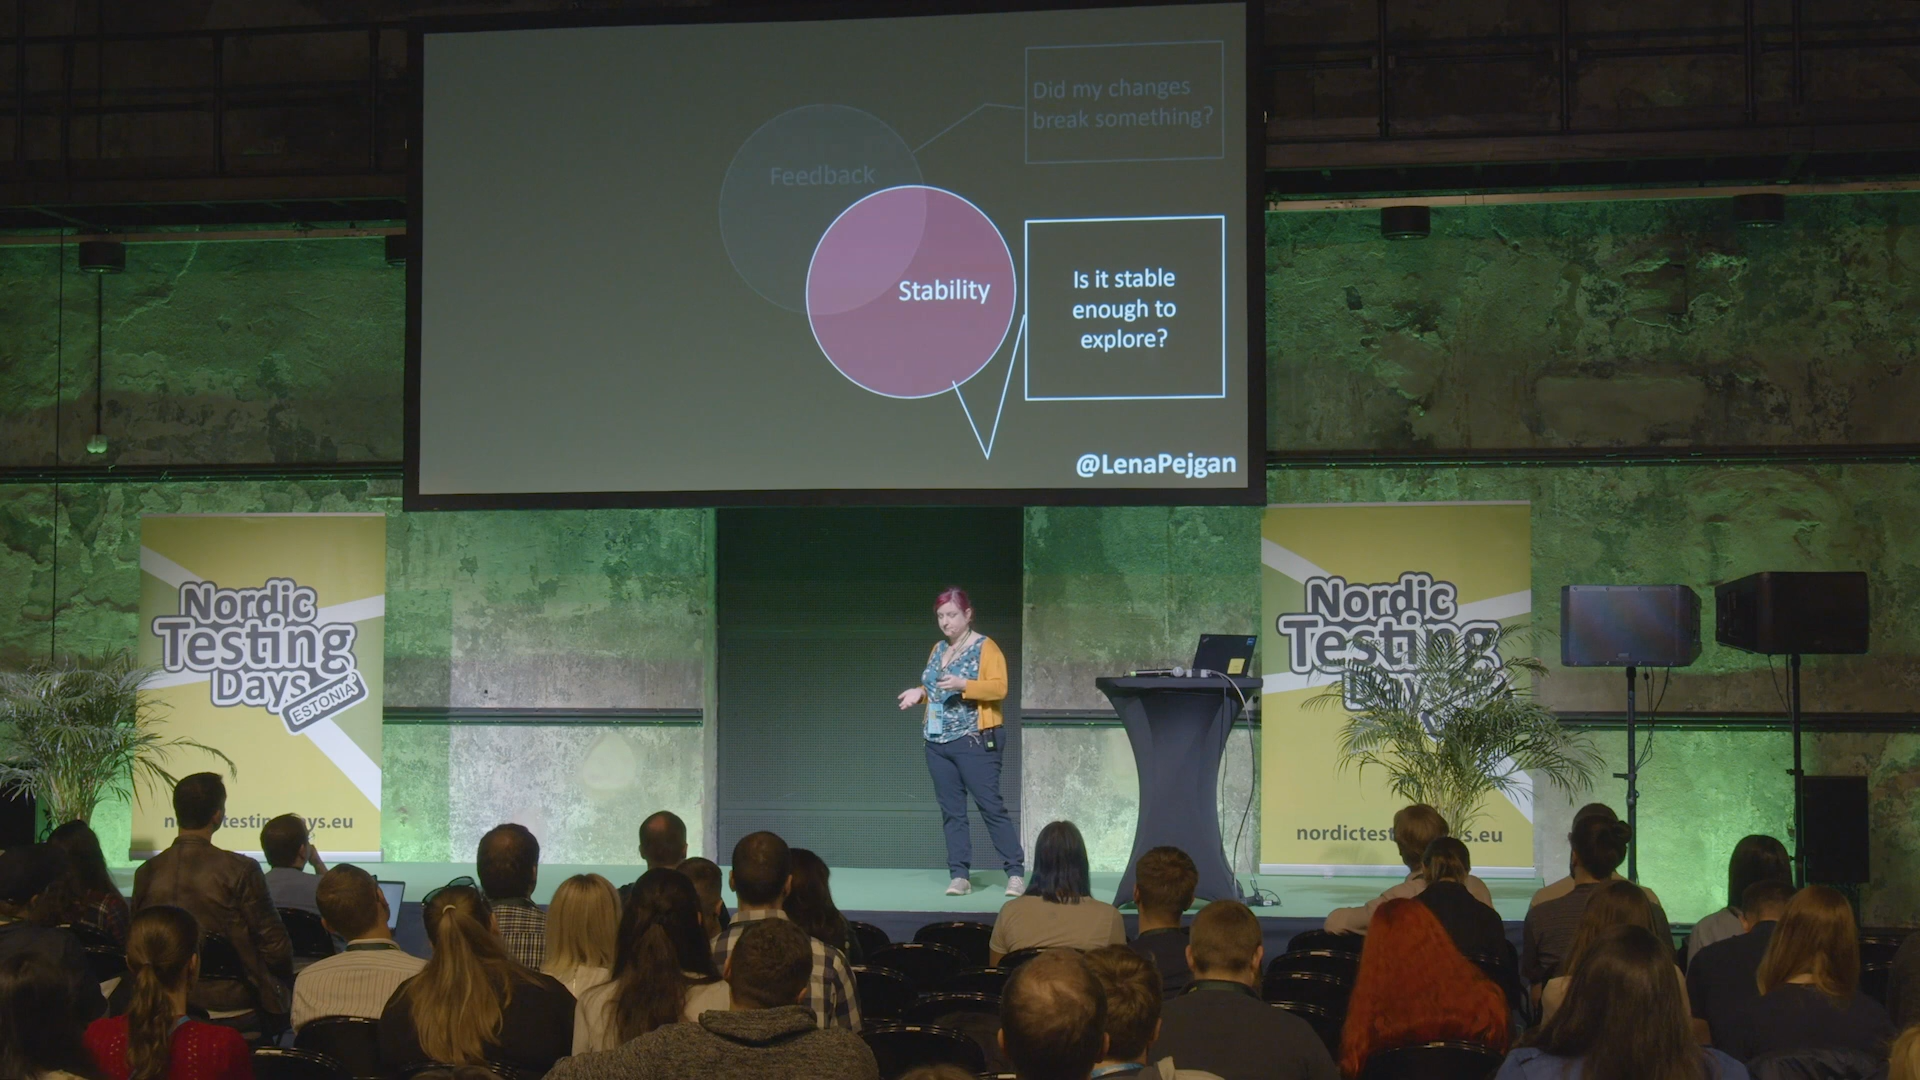 Did my changes
break something?
Feedback
Stability
Is it stable
enough to
explore?
@LenaPejgan
Nordic
Testing
Days
ESTONIA
Nordic
Testing